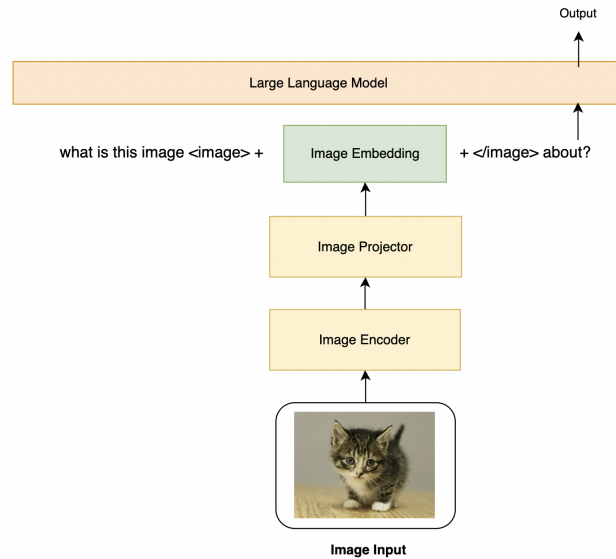 Output
Large Language Model
what is this image <image> + Image Embedding + </image> about?
Image Projector
Image Encoder
Image Input